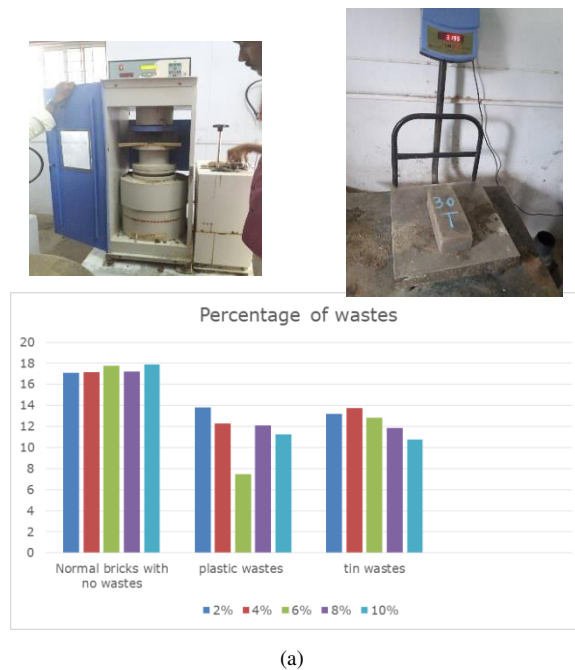 30
T
Percentage of wastes
20
18
16
14
12
10
8
6
4
2
0
Normal bricks with no wastes
plastic wastes
tin wastes
2% 4% 6% 8% 10%
(a)